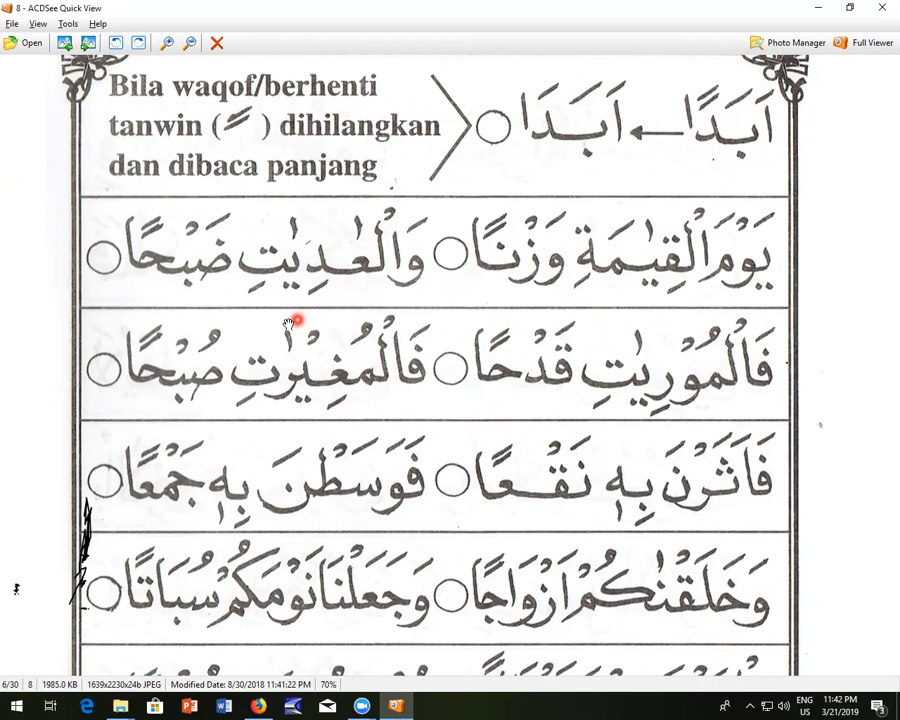 8 - ACDSee Quick View
File View Tools Help
Open Photo Manager Full Viewer
Bila waqof/berhenti
tanwin ( ـً ) dihilangkan
dan dibaca panjang
اَبَدًا ← اَبَدَا
يَوْمَ الْقِيٰمَةِ وَزْنًا وَالْعٰدِيٰتِ ضَبْحًا
فَالْمُوْرِيٰتِ قَدْحًا فَالْمُغِيْرٰتِ صُبْحًا
فَاَثَرْنَ بِهٖ نَقْعًا فَوَسَطْنَ بِهٖ جَمْعًا
وَخَلَقْنٰكُمْ اَزْوَاجًا وَجَعَلْنَا نَوْمَكُمْ سُبَاتًا
6/30 8 1985.0 KB 1639x2230x24b JPEG Modified Date: 8/30/2018 11:41:22 PM 70%
ENG 11:42 PM
US 3/21/2019 3